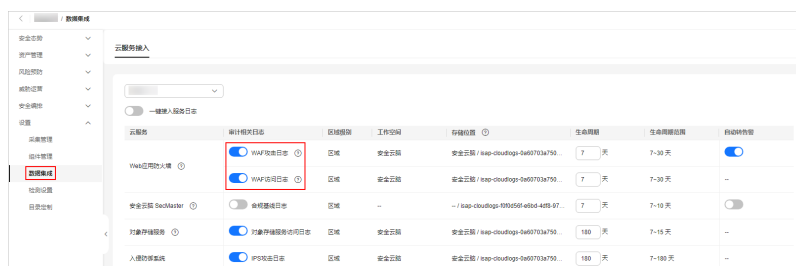 < / 数据集成
安全态势
资产管理
风险预防
威胁运营
安全编排
设置
采集管理
组件管理
数据集成
检测设置
目录定制
云服务接入
一键接入服务日志
云服务 审计相关日志 区域级别 工作空间 存储位置 生命周期 生命周期范围 自动转告警
Web应用防火墙
WAF攻击日志 区域 安全云脑 安全云脑 / isap-cloudlogs-0a60703a750... 7 天 7~30 天
WAF访问日志 区域 安全云脑 安全云脑 / isap-cloudlogs-0a60703a750... 7 天 7~30 天 --
安全云脑 SecMaster 合规基线日志 区域 -- -- / isap-cloudlogs-f0f0d56f-e6bd-4df8-97... 7 天 7~10 天
对象存储服务 对象存储服务访问日志 区域 安全云脑 安全云脑 / isap-cloudlogs-0a60703a750... 180 天 7~15 天 --
入侵防御系统 IPS攻击日志 区域 安全云脑 安全云脑 / isap-cloudlogs-0a60703a750... 180 天 7~180 天 --